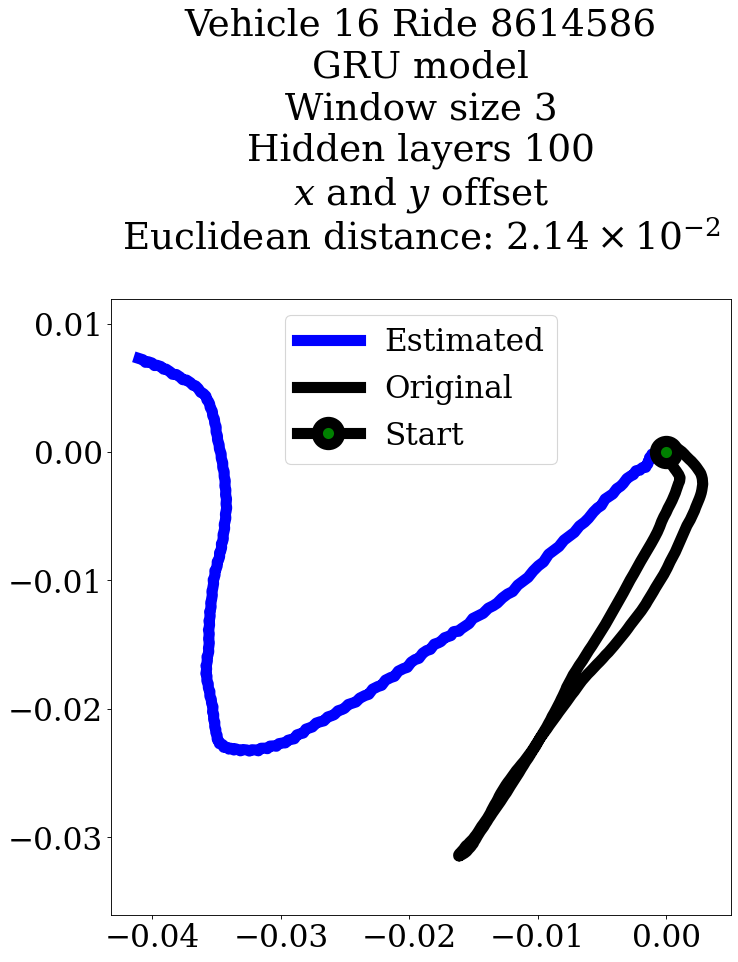 Vehicle 16 Ride 8614586
GRU model
Window size 3
Hidden layers 100
x and y offset
Euclidean distance: 2.14 × 10⁻²
Estimated
Original
Start
0.01
0.00
−0.01
−0.02
−0.03
−0.04 −0.03 −0.02 −0.01 0.00